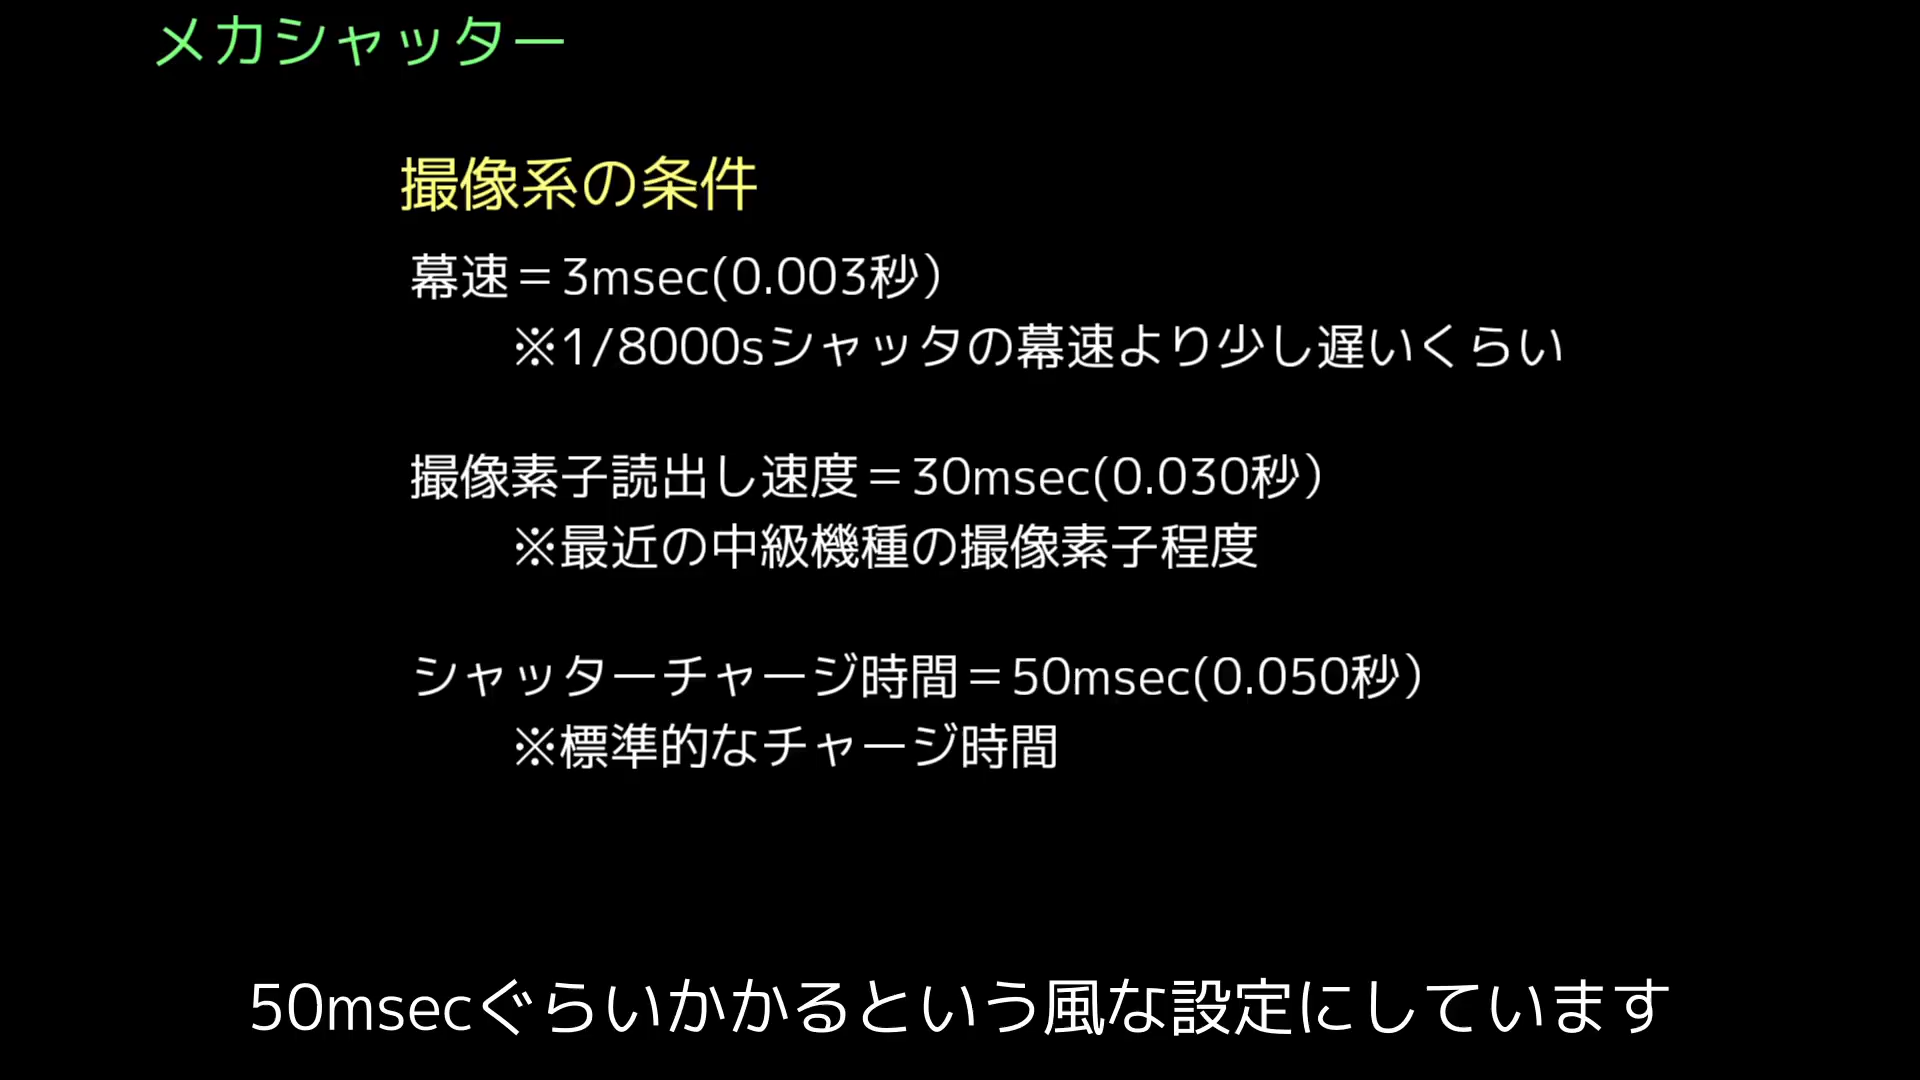 メカシャッター
撮像系の条件
幕速＝3msec(0.003秒）
※1/8000sシャッタの幕速より少し遅いくらい
撮像素子読出し速度＝30msec(0.030秒）
※最近の中級機種の撮像素子程度
シャッターチャージ時間＝50msec(0.050秒）
※標準的なチャージ時間
50msecぐらいかかるという風な設定にしています